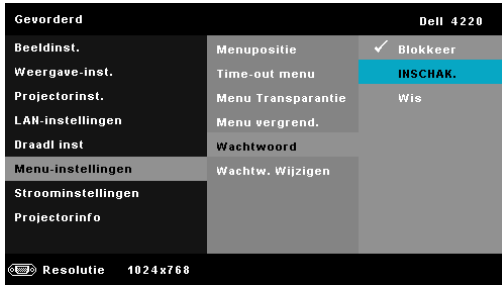 Gevorderd Dell 4220
Beeldinst.
Weergave-inst.
Projectorinst.
LAN-instellingen
Draadl inst
Menu-instellingen
Stroominstellingen
Projectorinfo
Menupositie
Time-out menu
Menu Transparantie
Menu vergrend.
Wachtwoord
Wachtw. Wijzigen
Blokkeer
INSCHAK.
Wis
Resolutie 1024x768